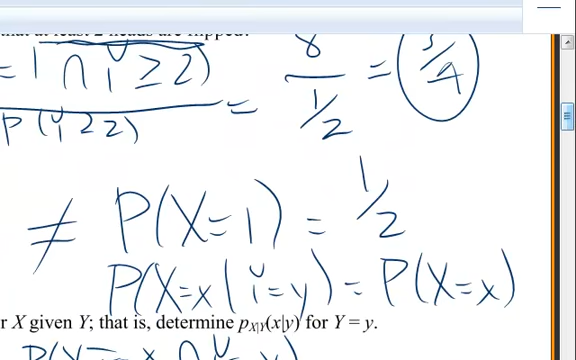 that at least 2 heads are flipped?
= 1 ∩ Y ≥ 2)
P(Y ≥ 2)
=
8
1/2
=
3/4
≠ P(X=1) = 1/2
P(X=x | Y=y) = P(X=x)
r X given Y; that is, determine pX|Y(x|y) for Y = y.
P(X = x ∩ Y = y)